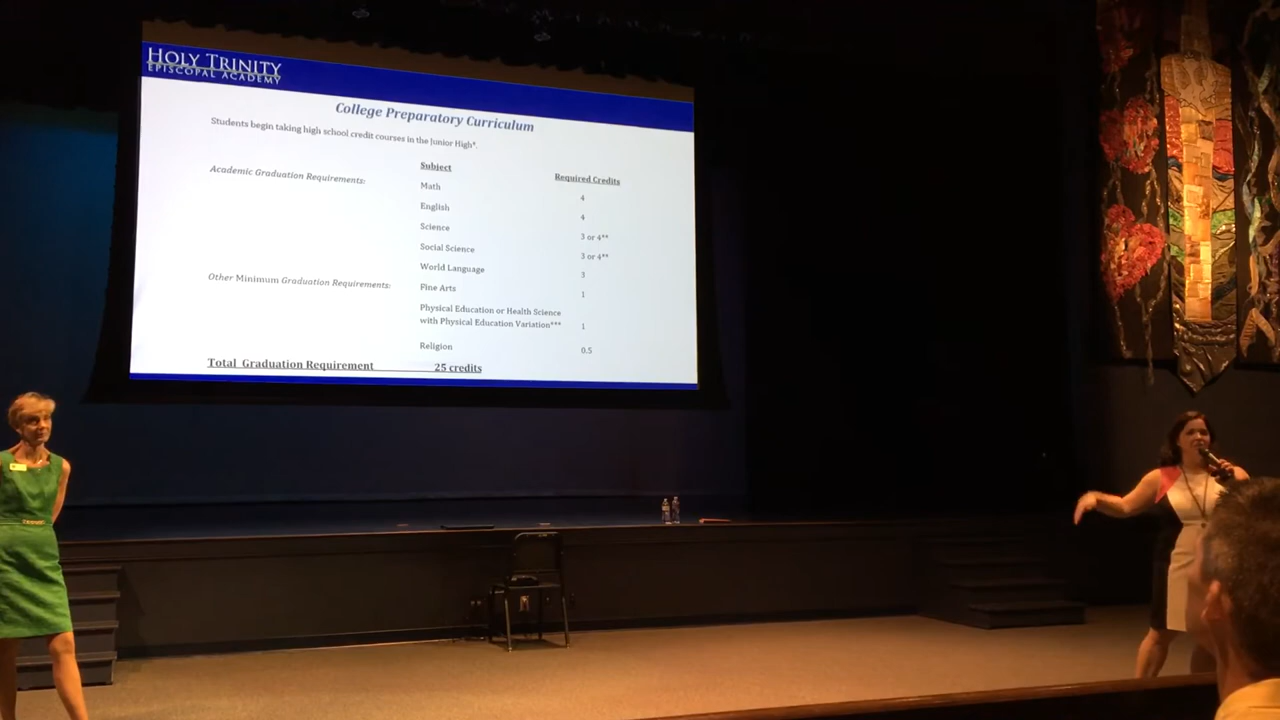 HOLY TRINITY
EPISCOPAL ACADEMY
College Preparatory Curriculum
Students begin taking high school credit courses in the Junior High*.
Subject Required Credits
Academic Graduation Requirements:
Math 4
English 4
Science 3 or 4**
Social Science 3 or 4**
World Language 3
Other Minimum Graduation Requirements:
Fine Arts 1
Physical Education or Health Science
with Physical Education Variation*** 1
Religion 0.5
Total Graduation Requirement 25 credits